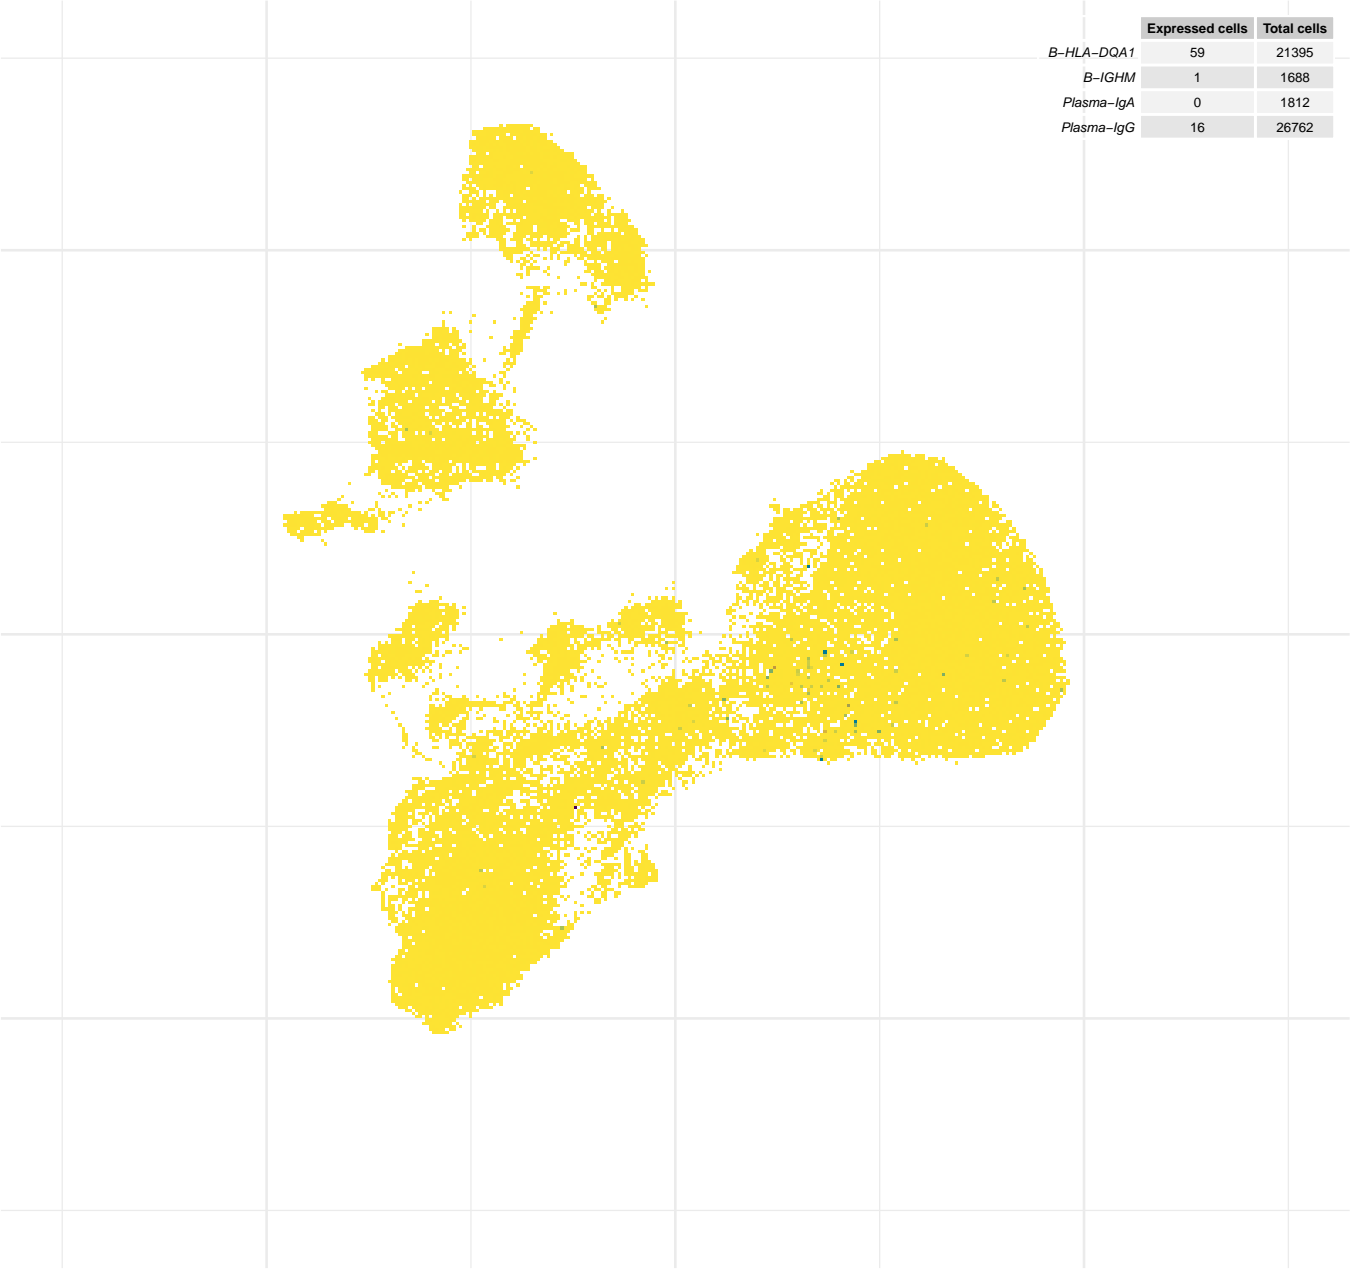 Expressed cells Total cells
B−HLA−DQA1 59 21395
B−IGHM 1 1688
Plasma−IgA 0 1812
Plasma−IgG 16 26762